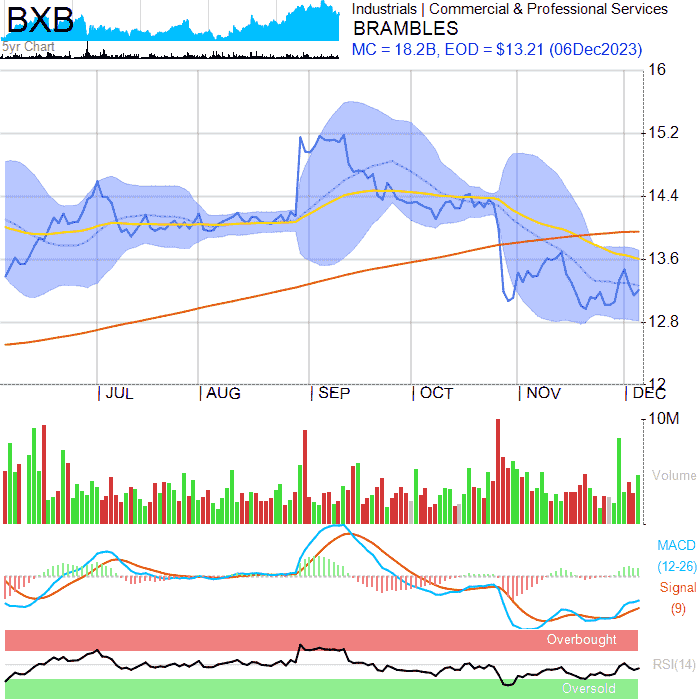 BXB
5yr Chart
Industrials | Commercial & Professional Services
BRAMBLES
MC = 18.2B, EOD = $13.21 (06Dec2023)
16
15.2
14.4
13.6
12.8
12
JUL AUG SEP OCT NOV DEC
10M
Volume
MACD
(12-26)
Signal
(9)
Overbought
RSI(14)
Oversold